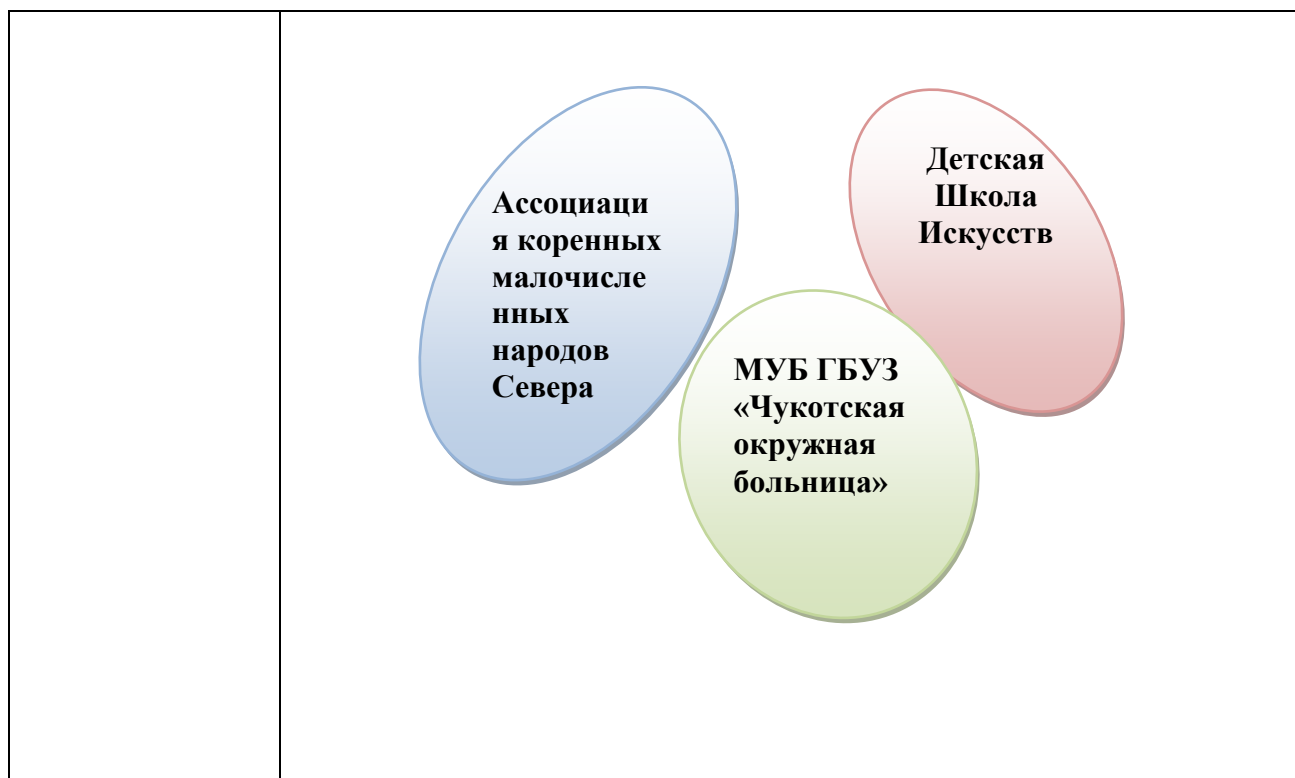 Ассоциаци
я коренных
малочисле
нных
народов
Севера
Детская
Школа
Искусств
МУБ ГБУЗ
«Чукотская
окружная
больница»